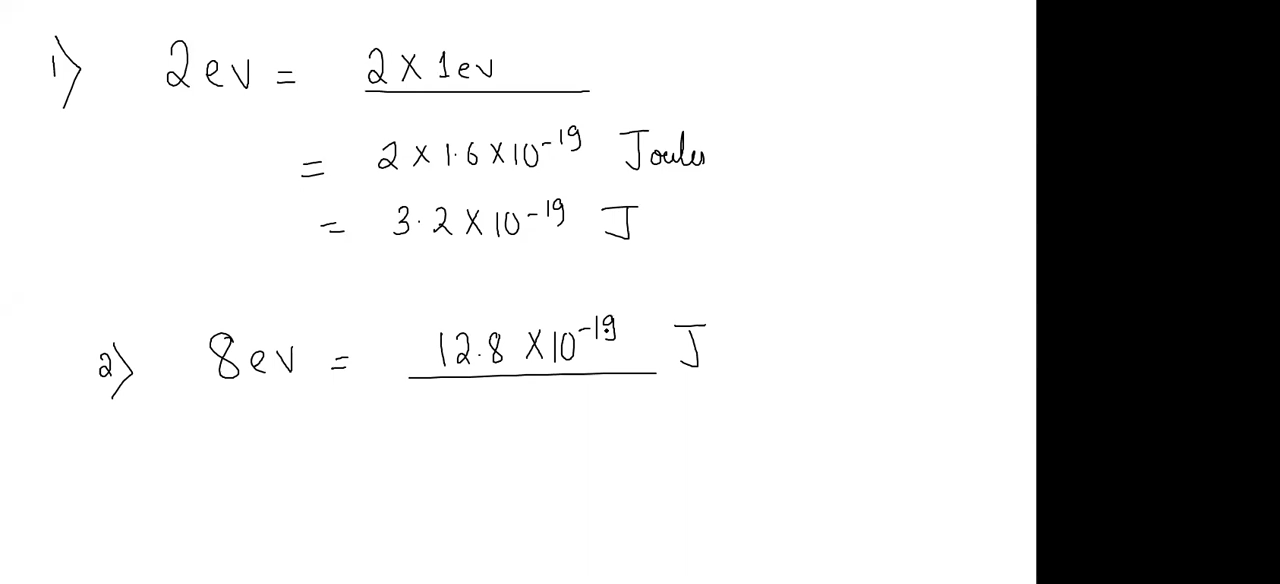 1) 2ev = 2 × 1ev
= 2 × 1.6 × 10⁻¹⁹ Joules
= 3.2 × 10⁻¹⁹ J
2) 8ev = 12.8 × 10⁻¹⁹ J